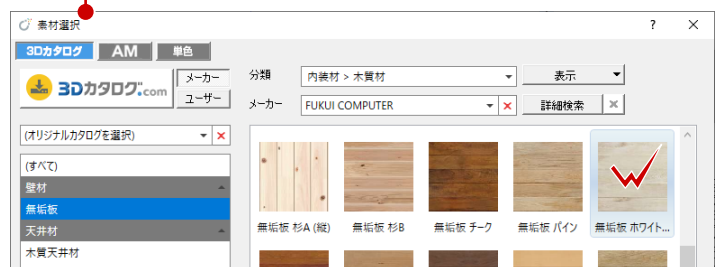 素材選択
?
×
3Dカタログ AM 単色
3Dカタログ.com
メーカー
ユーザー
分類 内装材 > 木質材 表示
メーカー FUKUI COMPUTER × 詳細検索 ×
(オリジナルカタログを選択) ×
(すべて)
壁材
無垢板
天井材
木質天井材
無垢板 杉A (縦) 無垢板 杉B 無垢板 チーク 無垢板 パイン 無垢板 ホワイト...